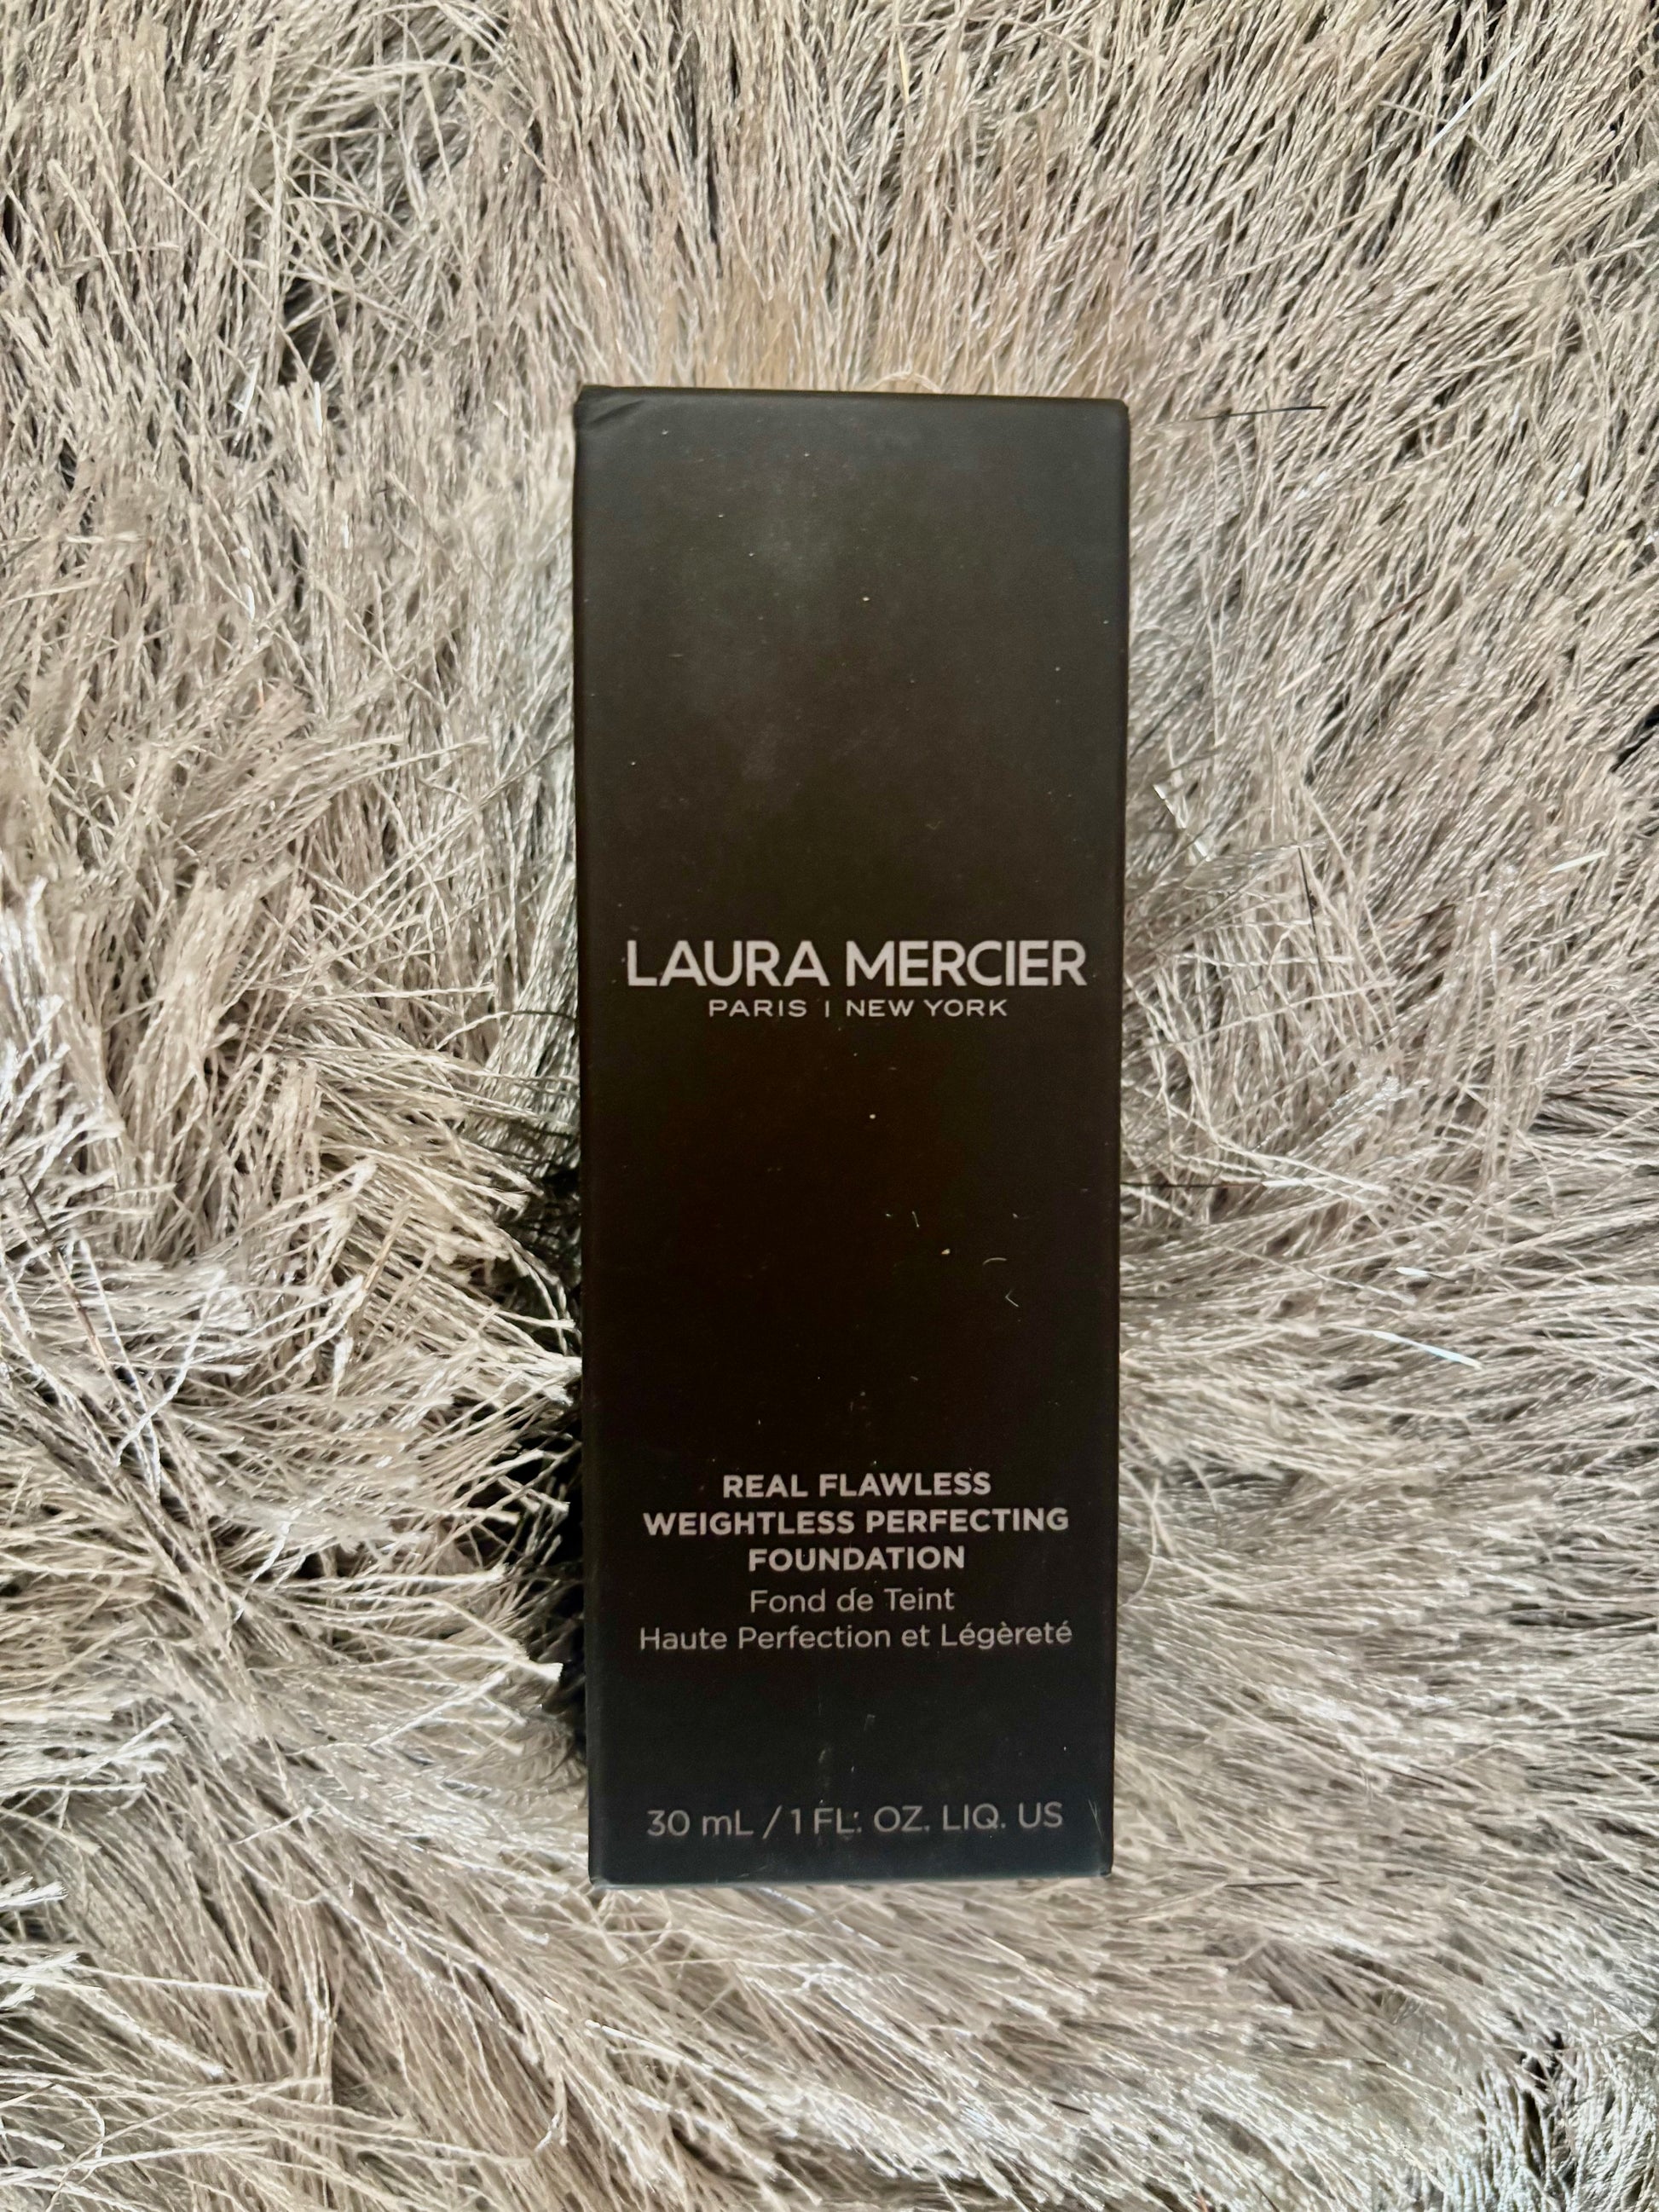 LAURA MERCIER
PARIS | NEW YORK
REAL FLAWLESS
WEIGHTLESS PERFECTING
FOUNDATION
Fond de Teint
Haute Perfection et Légèreté
30 mL / 1 FL. OZ. LIQ. US